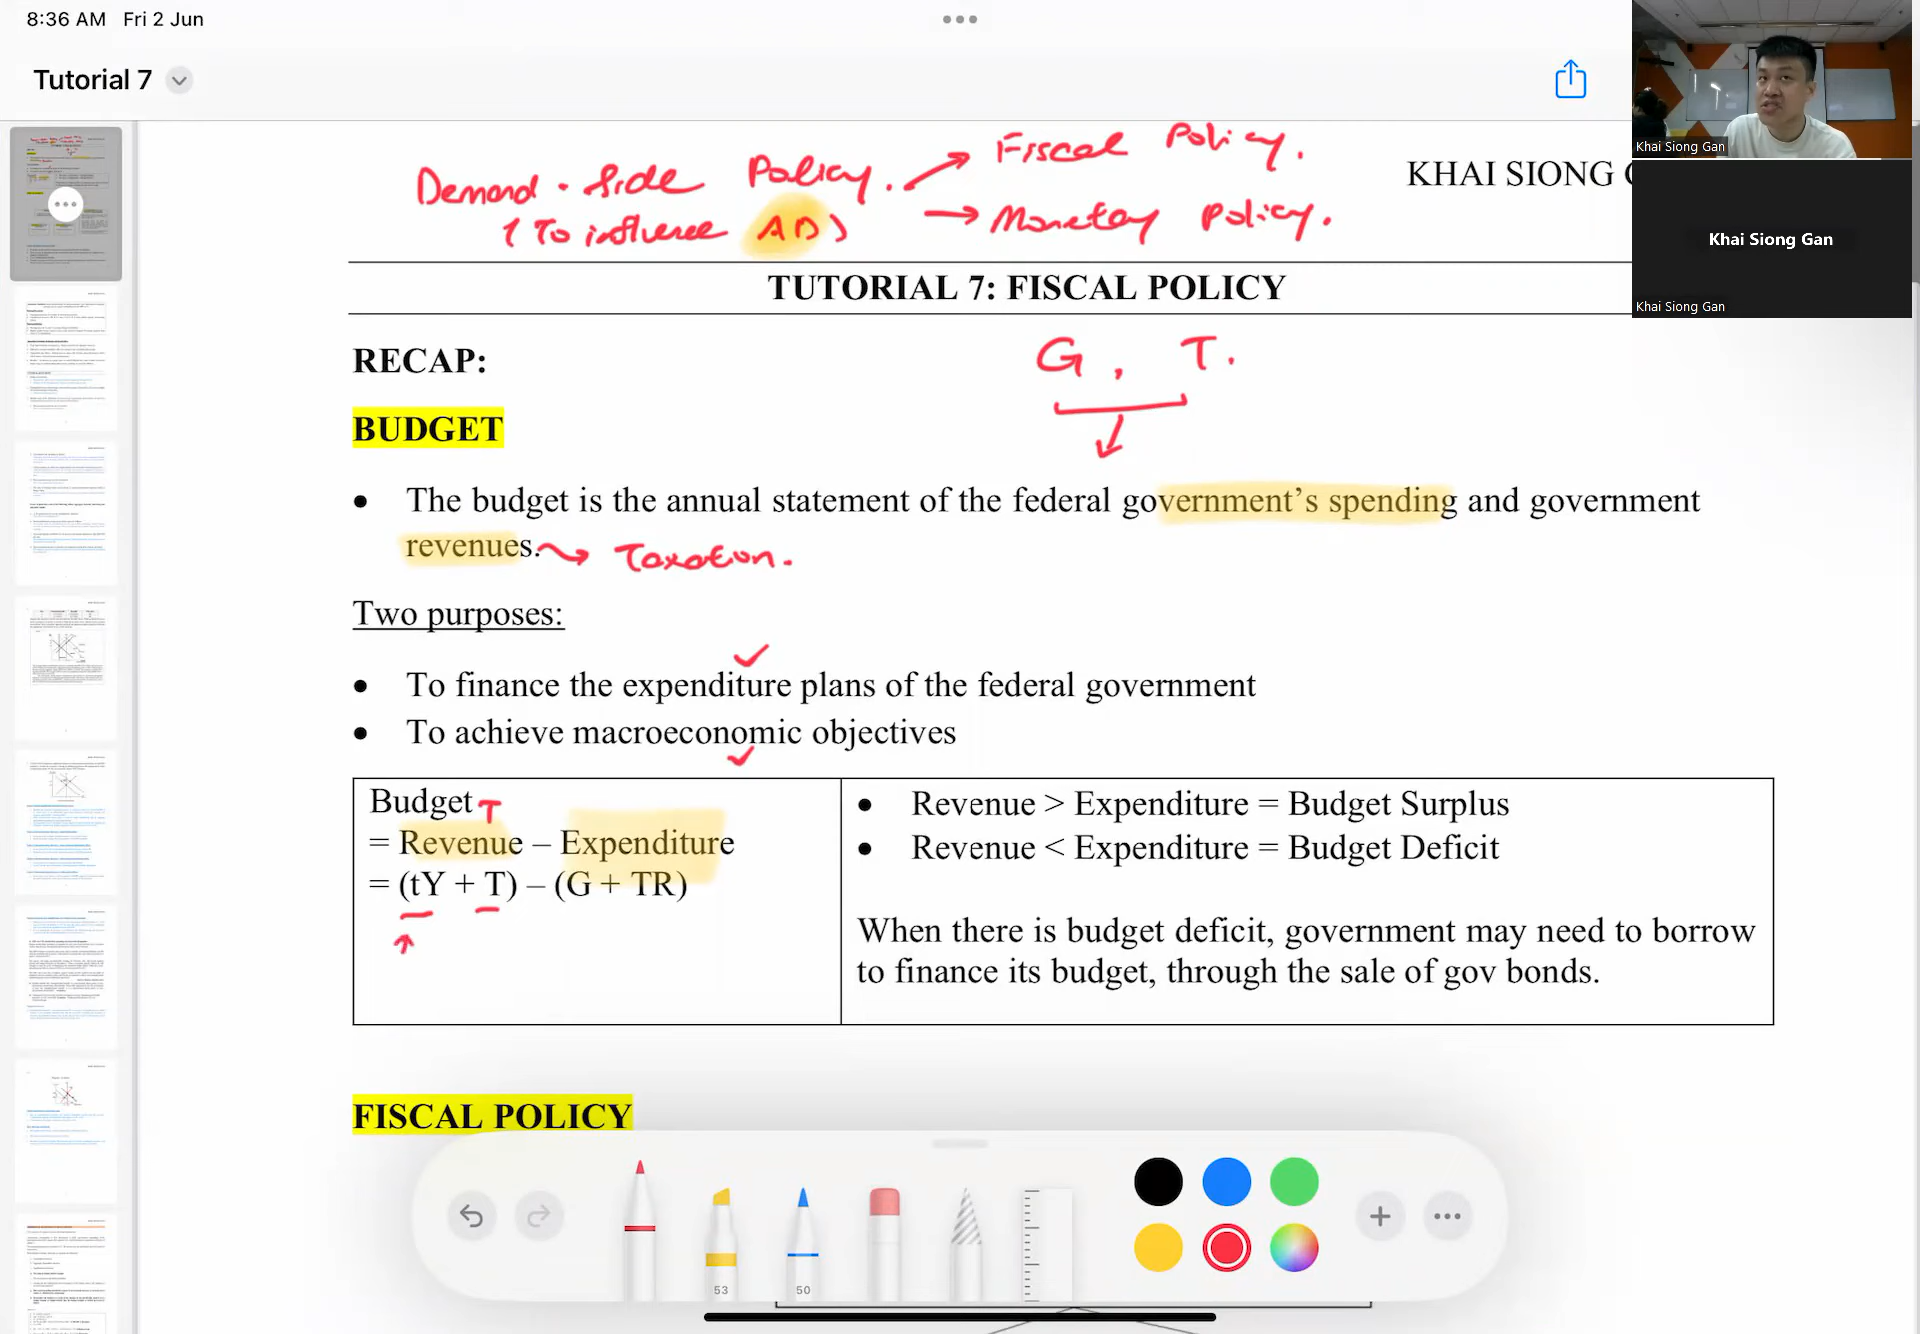 8:36 AM Fri 2 Jun
Tutorial 7
Khai Siong Gan
Khai Siong Gan
Khai Siong Gan
Demand-Side Policy. → Fiscal Policy.
(To influence AD) → Monetary Policy.
KHAI SIONG
TUTORIAL 7: FISCAL POLICY
G, T.
RECAP:
BUDGET
• The budget is the annual statement of the federal government’s spending and government
revenues. Taxation.
Two purposes:
• To finance the expenditure plans of the federal government
• To achieve macroeconomic objectives
Budget T
= Revenue – Expenditure
= (tY + T) – (G + TR)
• Revenue > Expenditure = Budget Surplus
• Revenue < Expenditure = Budget Deficit
When there is budget deficit, government may need to borrow
to finance its budget, through the sale of gov bonds.
FISCAL POLICY
53
50